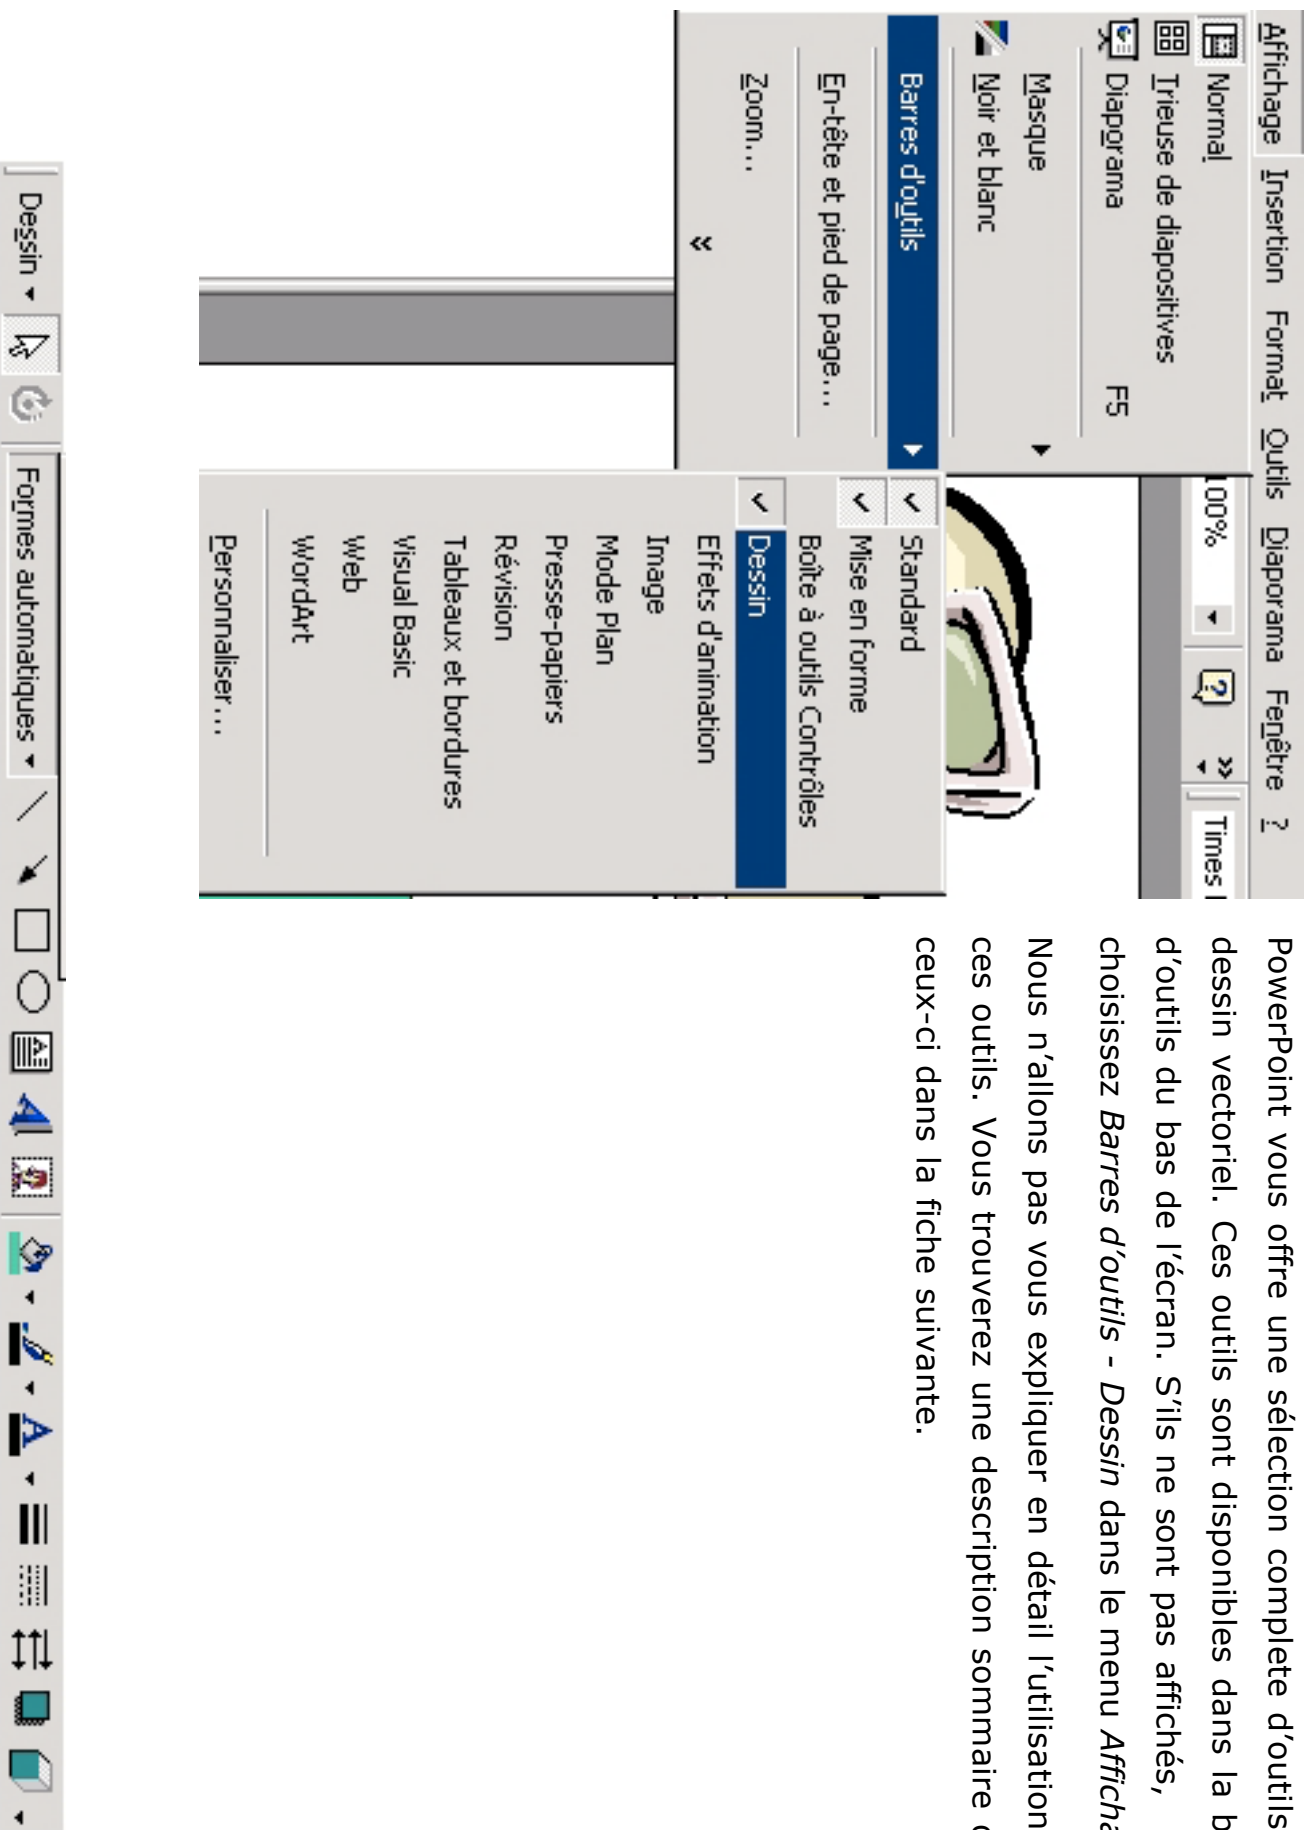 Affichage Insertion Format Outils Diaporama Fenêtre ?
Normal
100%
Times
Trieuse de diapositives
Diaporama F5
Masque
Noir et blanc
Barres d'outils
En-tête et pied de page...
Zoom...
Standard
Mise en forme
Boîte à outils Contrôles
Dessin
Effets d'animation
Image
Mode Plan
Presse-papiers
Révision
Tableaux et bordures
Visual Basic
Web
WordArt
Personnaliser...
PowerPoint vous offre une sélection complete d'outils
dessin vectoriel. Ces outils sont disponibles dans la
d'outils du bas de l'écran. S'ils ne sont pas affichés,
choisissez Barres d'outils - Dessin dans le menu
Nous n'allons pas vous expliquer en détail l'utilisation
ces outils. Vous trouverez une description sommaire
ceux-ci dans la fiche suivante.
Dessin Formes automatiques